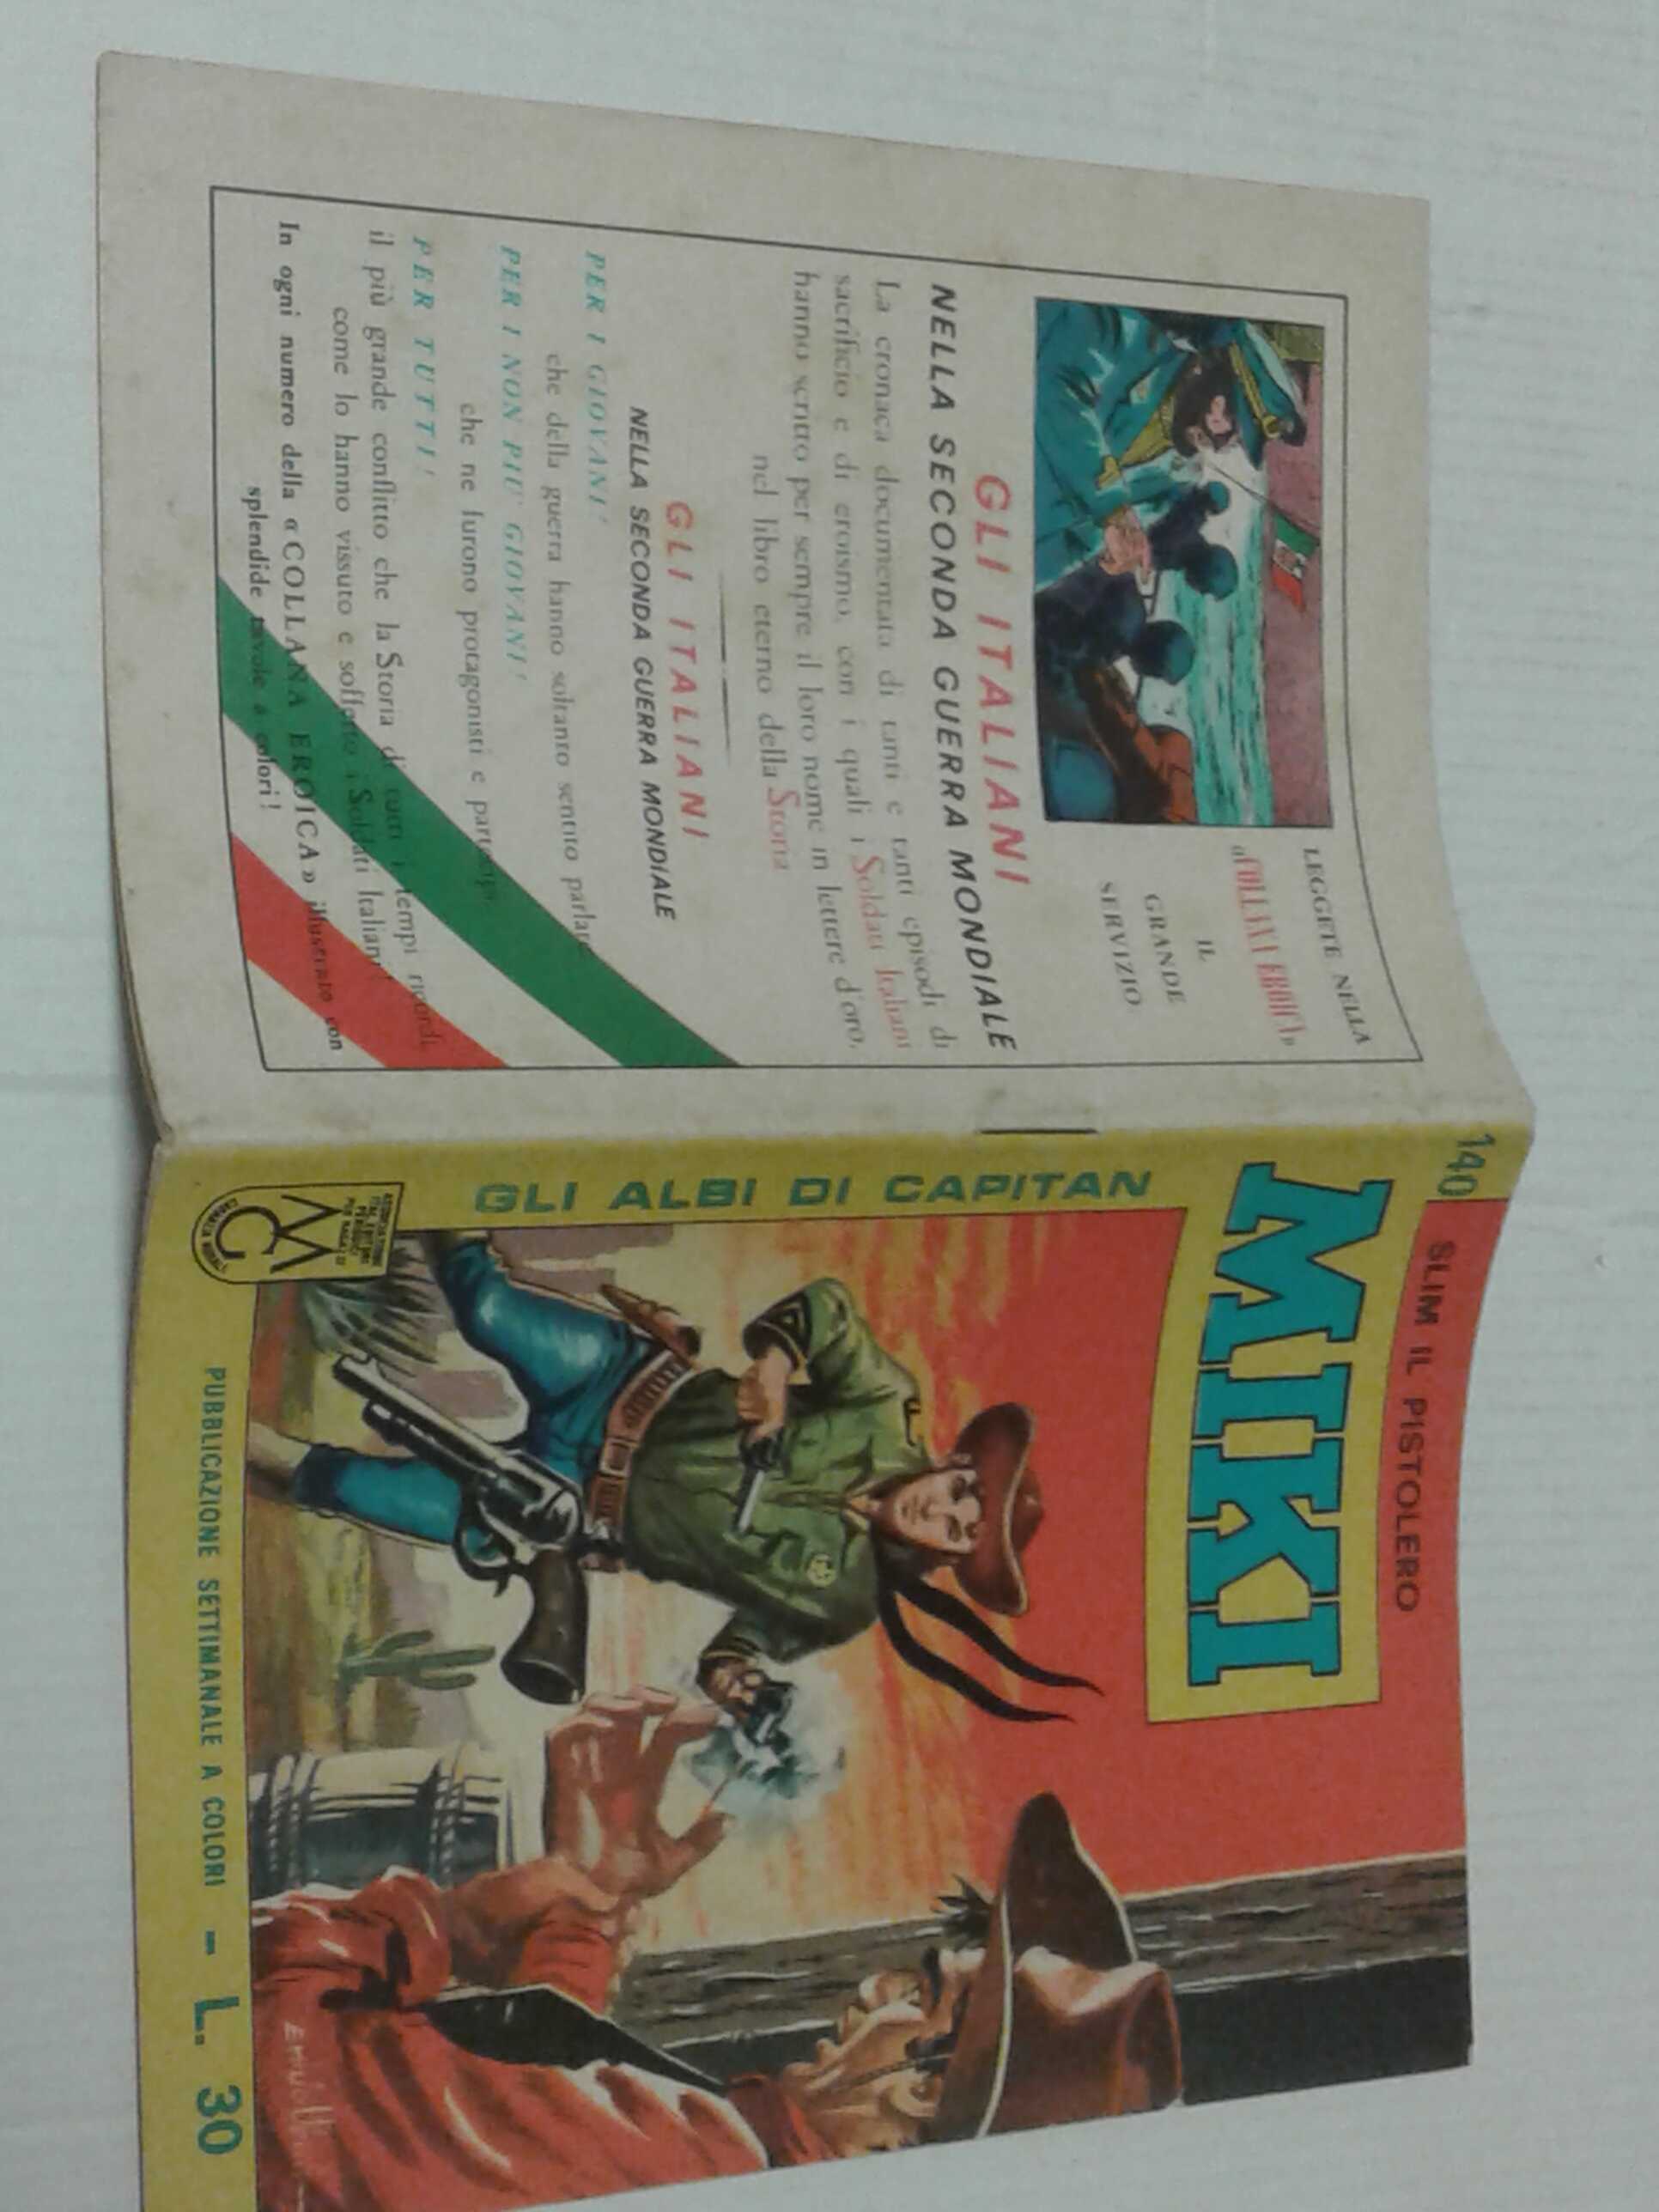 LEGGETE NELLA
«COLLANA EROICA»
IL
GRANDE
SERVIZIO
GLI ITALIANI
NELLA SECONDA GUERRA MONDIALE
La cronaca documentata di tanti e tanti episodi di
sacrificio e di eroismo, con i quali i Soldati Italiani
hanno scritto per sempre il loro nome in lettere d'oro,
nel libro eterno della Storia
GLI ITALIANI
NELLA SECONDA GUERRA MONDIALE
PER I GIOVANI!
che della guerra hanno soltanto sentito parlare
PER I NON PIU' GIOVANI!
che ne furono protagonisti e partecipi
PER TUTTI!
il più grande conflitto che la Storia di tutti i tempi ricordi,
come lo hanno vissuto e sofferto i Soldati Italiani!
In ogni numero della «COLLANA EROICA» illustrato con
splendide tavole a colori!
140
SLIM IL PISTOLERO
MIKI
GLI ALBI DI CAPITAN
PUBBLICAZIONE SETTIMANALE A COLORI - L. 30